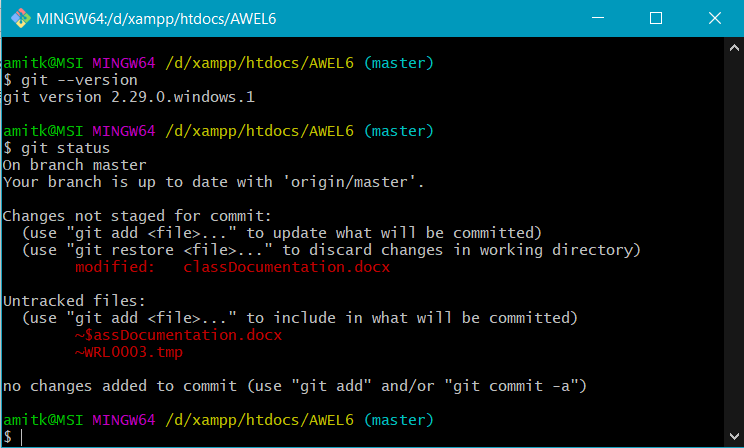 MINGW64:/d/xampp/htdocs/AWEL6
amitk@MSI MINGW64 /d/xampp/htdocs/AWEL6 (master)
$ git --version
git version 2.29.0.windows.1
amitk@MSI MINGW64 /d/xampp/htdocs/AWEL6 (master)
$ git status
On branch master
Your branch is up to date with 'origin/master'.
Changes not staged for commit:
  (use "git add <file>..." to update what will be committed)
  (use "git restore <file>..." to discard changes in working directory)
        modified:   classDocumentation.docx
Untracked files:
  (use "git add <file>..." to include in what will be committed)
        ~$assDocumentation.docx
        ~WRL0003.tmp
no changes added to commit (use "git add" and/or "git commit -a")
amitk@MSI MINGW64 /d/xampp/htdocs/AWEL6 (master)
$